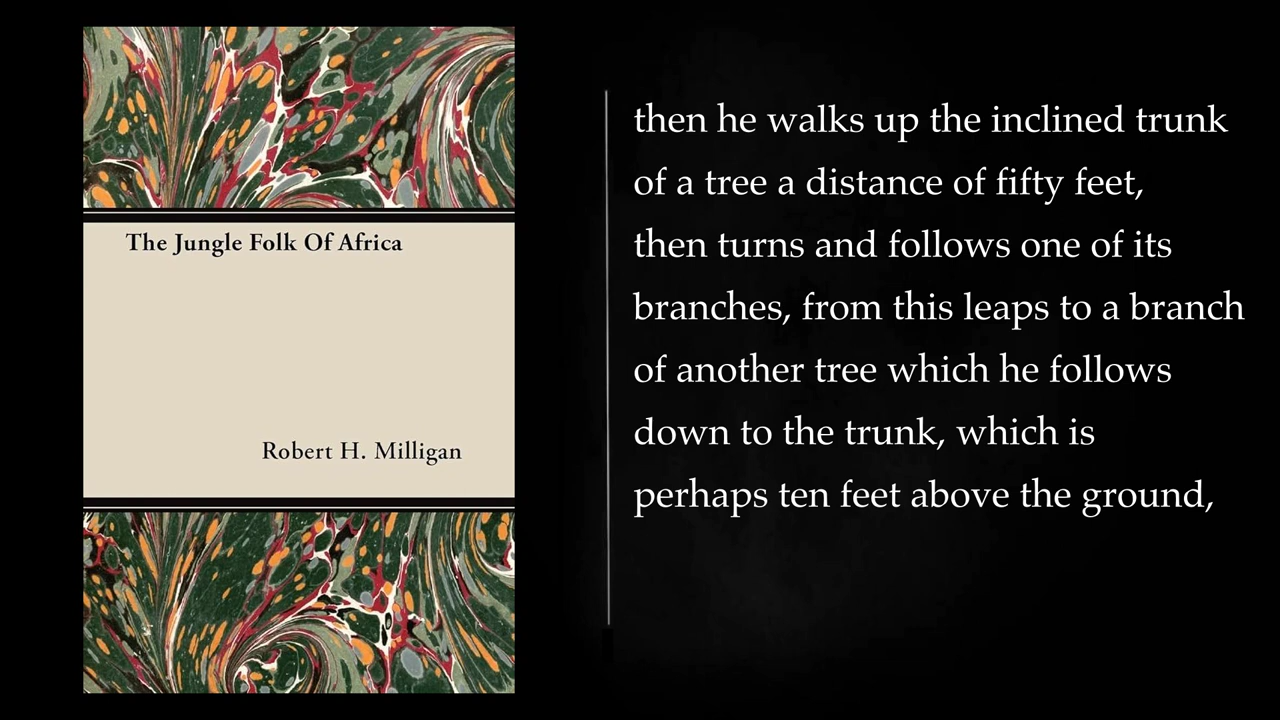 The Jungle Folk Of Africa
Robert H. Milligan
then he walks up the inclined trunk
of a tree a distance of fifty feet,
then turns and follows one of its
branches, from this leaps to a branch
of another tree which he follows
down to the trunk, which is
perhaps ten feet above the ground,